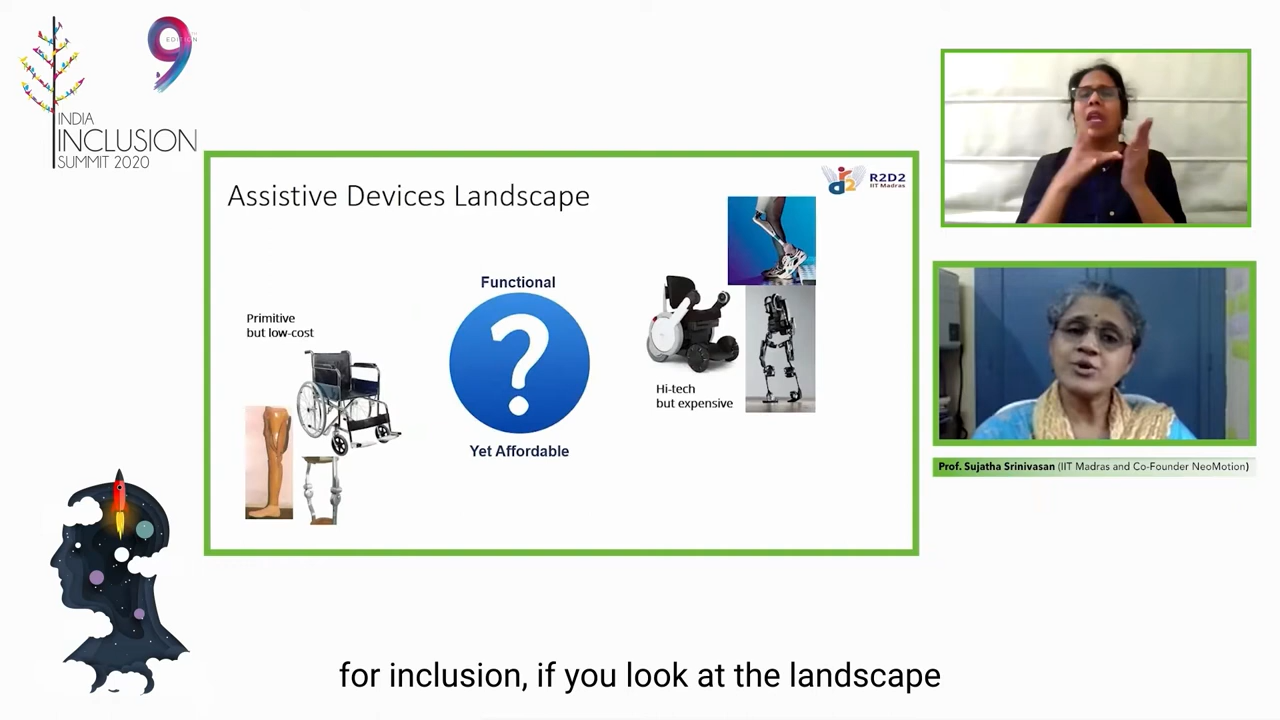 INDIA
INCLUSION
SUMMIT 2020
9
EDITION
Assistive Devices Landscape
R2D2
IIT Madras
Functional
Primitive
but low-cost
?
Hi-tech
but expensive
Yet Affordable
Prof. Sujatha Srinivasan (IIT Madras and Co-Founder NeoMotion)
for inclusion, if you look at the landscape